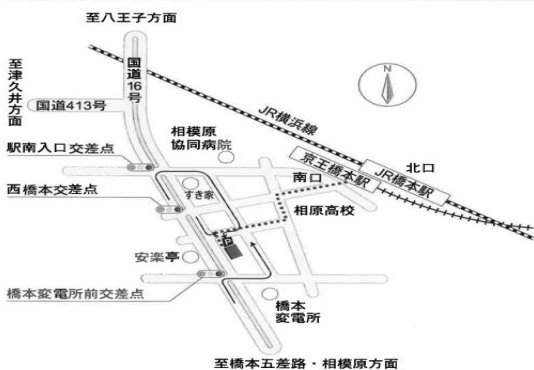 至八王子方面
至津久井方面
国道16号
国道413号
N
JR横浜線
相模原
協同病院
駅南入口交差点
北口
京王橋本駅
JR橋本駅
南口
すき家
西橋本交差点
相原高校
P
安楽亭
橋本変電所前交差点
橋本
変電所
至橋本五差路・相模原方面